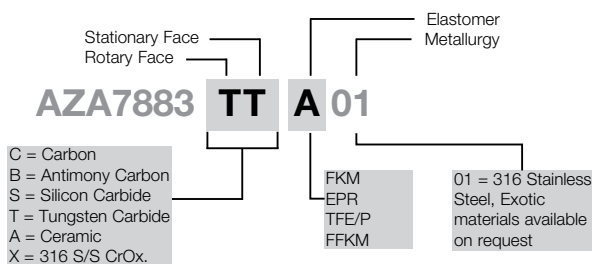 Elastomer
Stationary Face
Metallurgy
Rotary Face
AZA7883 TT A 01
C = Carbon
B = Antimony Carbon
S = Silicon Carbide
T = Tungsten Carbide
A = Ceramic
X = 316 S/S CrOx.
FKM
EPR
TFE/P
FFKM
01 = 316 Stainless
Steel, Exotic
materials available
on request